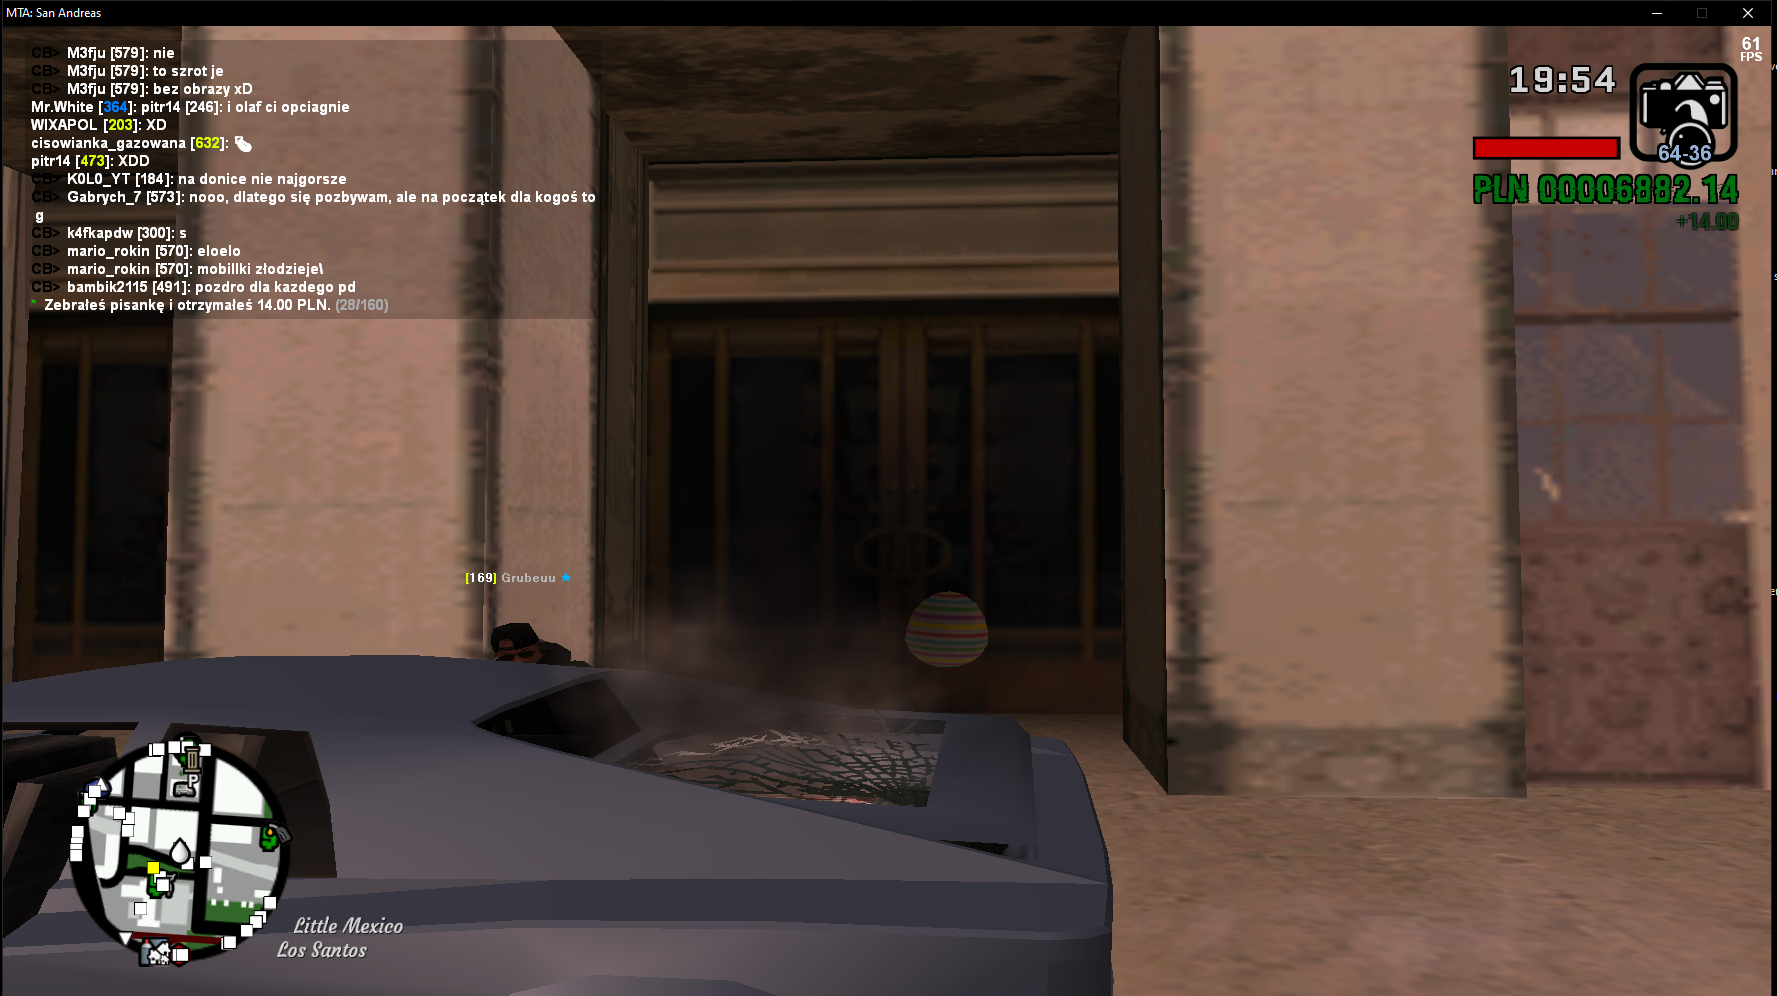 MTA: San Andreas
CB> M3fju [579]: nie
CB> M3fju [579]: to szrot je
CB> M3fju [579]: bez obrazy xD
Mr.White [364]: pitr14 [246]: i olaf ci opciagnie
WIXAPOL [203]: XD
cisowianka_gazowana [632]:
pitr14 [473]: XDD
CB> K0L0_YT [184]: na donice nie najgorsze
CB> Gabrych_7 [573]: nooo, dlatego się pozbywam, ale na początek dla kogoś to
g
CB> k4fkapdw [300]: s
CB> mario_rokin [570]: eloelo
CB> mario_rokin [570]: mobillki złodzieje\
CB> bambik2115 [491]: pozdro dla kazdego pd
* Zebrałeś pisankę i otrzymałeś 14.00 PLN. (28/160)
61
FPS
19:54
64-36
PLN 00006882.14
+14.00
[169] Grubeuu
P
Little Mexico
Los Santos